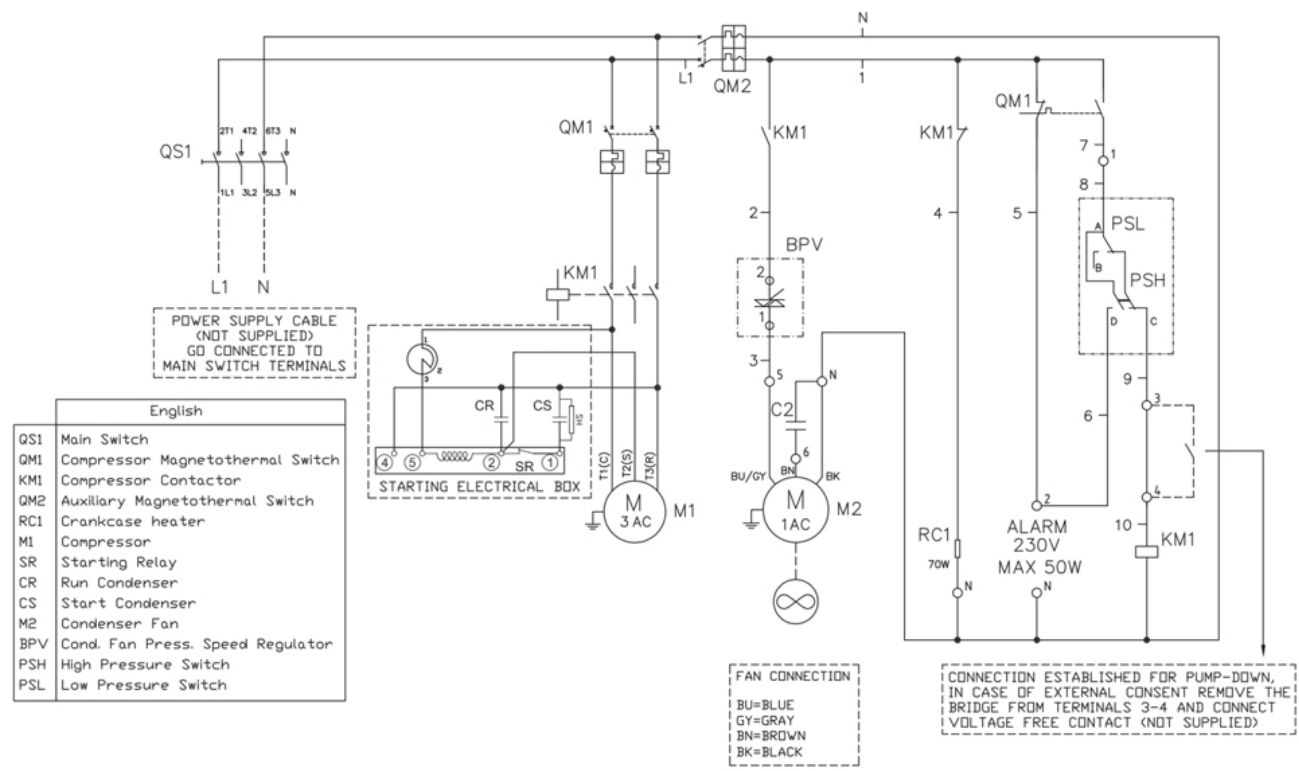 N
L1
QM2
1
2T1 4T2 6T3 N
QS1
1L1 3L2 5L3 N
L1 N
POWER SUPPLY CABLE
(NOT SUPPLIED)
GO CONNECTED TO
MAIN SWITCH TERMINALS
QM1
KM1
1
2
3
CR
CS
HS
4 5 2 SR 1
STARTING ELECTRICAL BOX
T1(C)
T2(S)
T3(R)
M
3 AC
M1
KM1
2
BPV
2
1
3
5
N
C2
6
BU/GY
BN
BK
M
1AC
M2
KM1
4
RC1
70W
N
QM1
5
7
1
8
A
PSL
B
PSH
D
C
9
6
3
4
10
KM1
2
ALARM
230V
MAX 50W
N
English
QS1 Main Switch
QM1 Compressor Magnetothermal Switch
KM1 Compressor Contactor
QM2 Auxiliary Magnetothermal Switch
RC1 Crankcase heater
M1 Compressor
SR Starting Relay
CR Run Condenser
CS Start Condenser
M2 Condenser Fan
BPV Cond. Fan Press. Speed Regulator
PSH High Pressure Switch
PSL Low Pressure Switch
FAN CONNECTION
BU=BLUE
GY=GRAY
BN=BROWN
BK=BLACK
CONNECTION ESTABLISHED FOR PUMP-DOWN,
IN CASE OF EXTERNAL CONSENT REMOVE THE
BRIDGE FROM TERMINALS 3-4 AND CONNECT
VOLTAGE FREE CONTACT (NOT SUPPLIED)